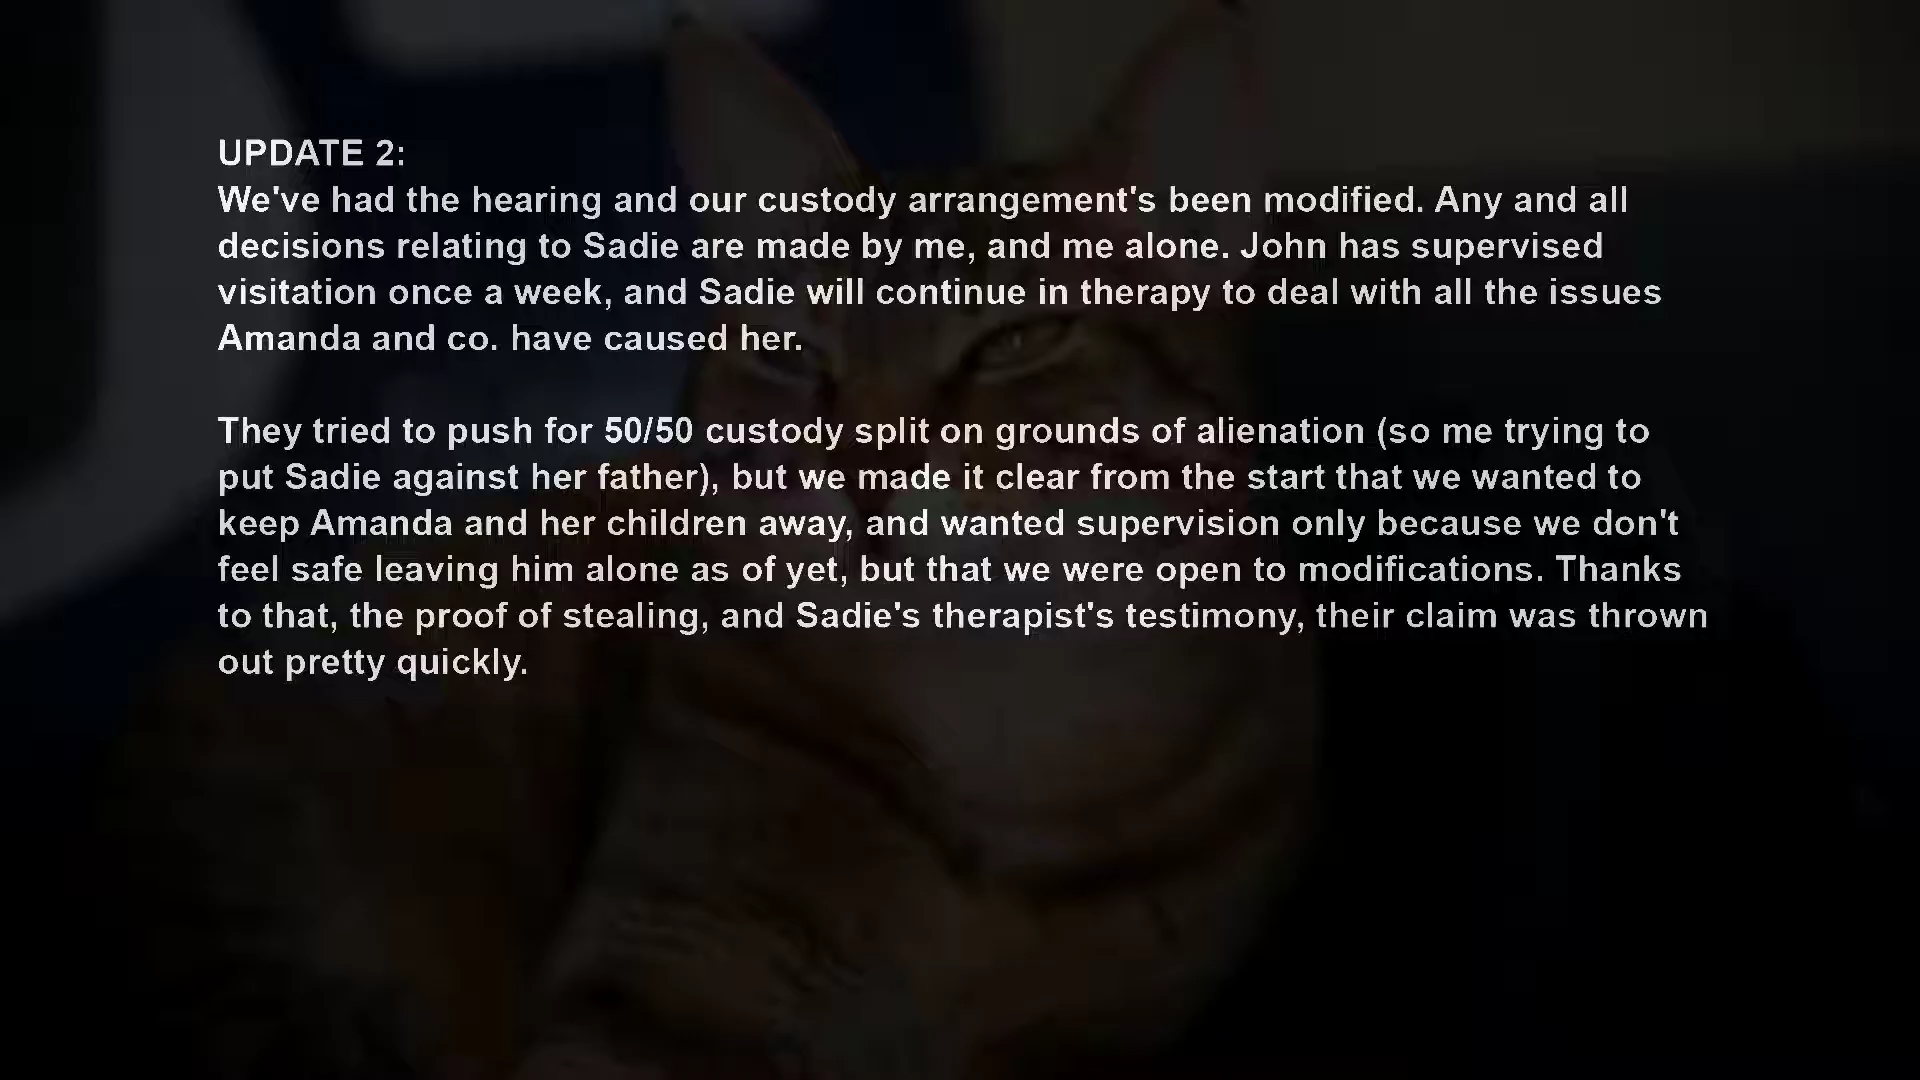 UPDATE 2:
We've had the hearing and our custody arrangement's been modified. Any and all
decisions relating to Sadie are made by me, and me alone. John has supervised
visitation once a week, and Sadie will continue in therapy to deal with all the issues
Amanda and co. have caused her.
They tried to push for 50/50 custody split on grounds of alienation (so me trying to
put Sadie against her father), but we made it clear from the start that we wanted to
keep Amanda and her children away, and wanted supervision only because we don't
feel safe leaving him alone as of yet, but that we were open to modifications. Thanks
to that, the proof of stealing, and Sadie's therapist's testimony, their claim was thrown
out pretty quickly.